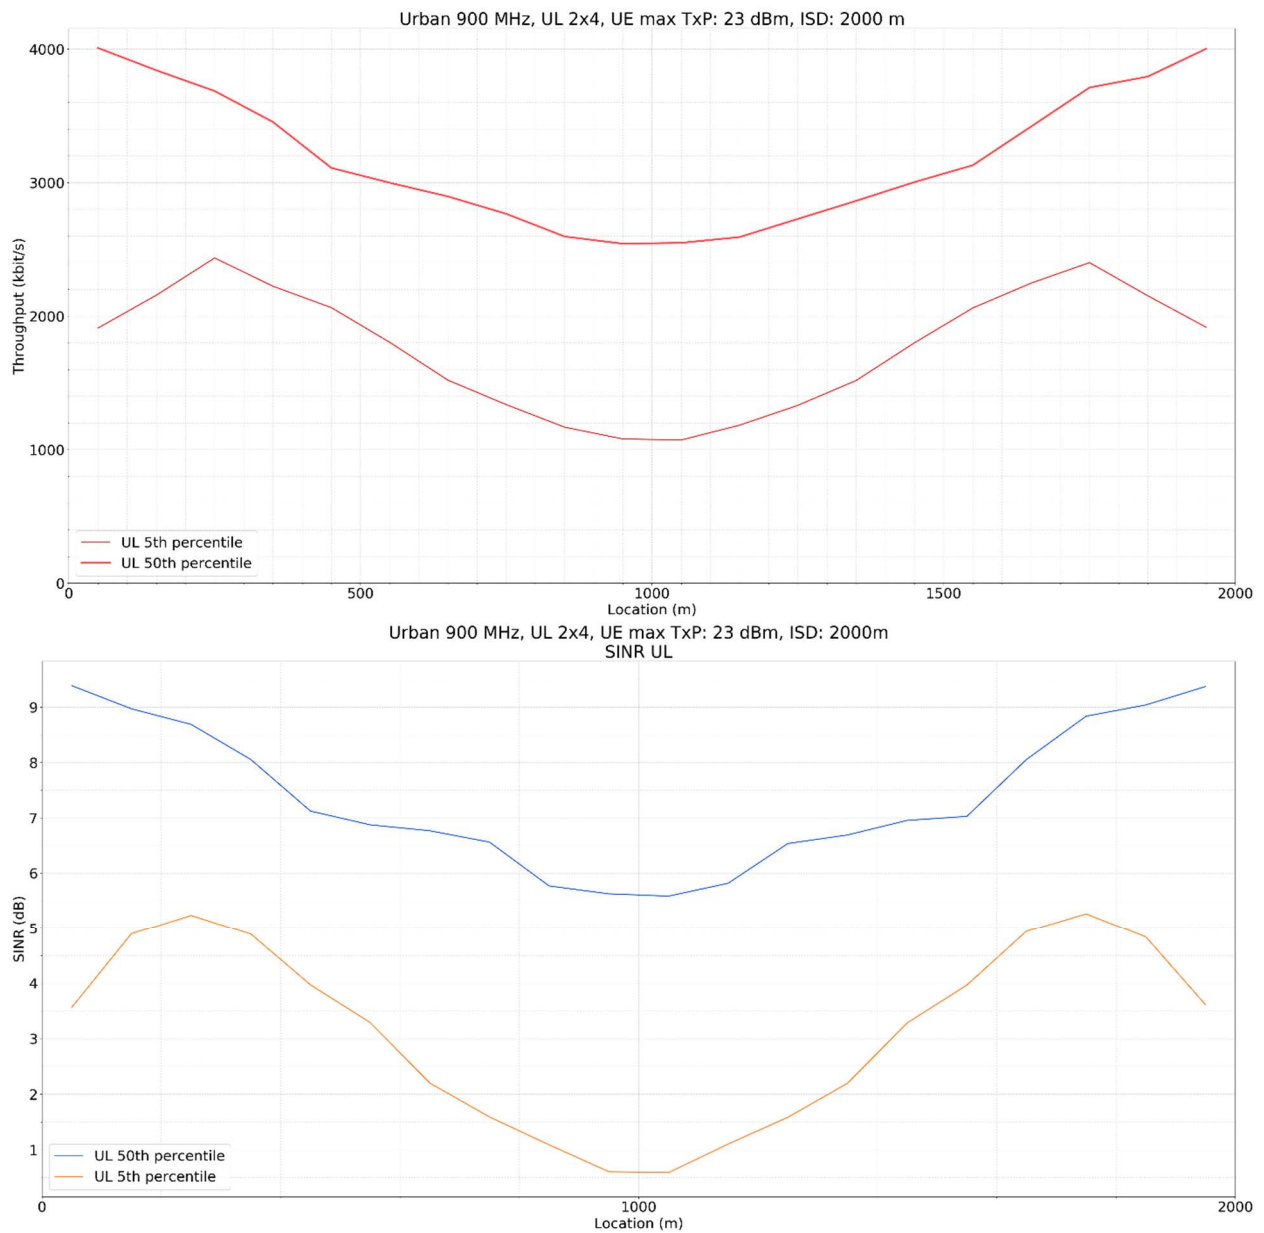 Urban 900 MHz, UL 2x4, UE max TxP: 23 dBm, ISD: 2000 m
4000
3000
2000
1000
0
Throughput (kbit/s)
UL 5th percentile
UL 50th percentile
0 500 1000 1500 2000
Location (m)
Urban 900 MHz, UL 2x4, UE max TxP: 23 dBm, ISD: 2000m
SINR UL
9
8
7
6
5
4
3
2
1
SINR (dB)
UL 50th percentile
UL 5th percentile
0 1000 2000
Location (m)